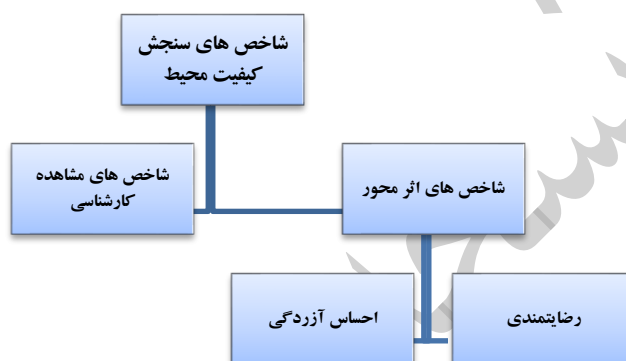 شاخص های سنجش
کیفیت محیط
شاخص های اثر محور
شاخص های مشاهده
کارشناسی
رضایتمندی
احساس آزردگی